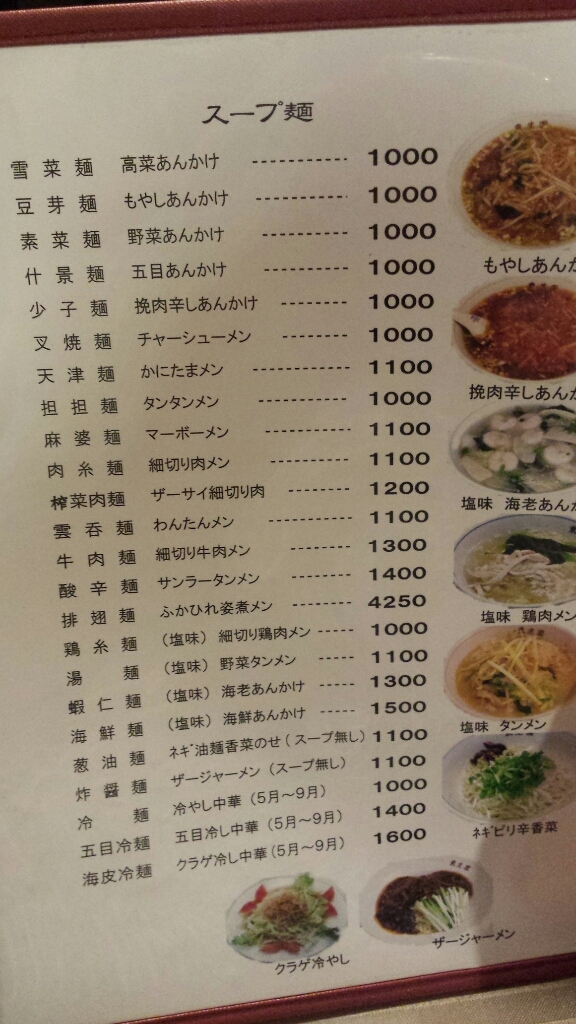 スープ麺
雪菜麺 高菜あんかけ ----------- 1000
豆芽麺 もやしあんかけ ----------- 1000
素菜麺 野菜あんかけ ----------- 1000
什景麺 五目あんかけ ----------- 1000
少子麺 挽肉辛しあんかけ -------- 1000
叉焼麺 チャーシューメン -------- 1000
天津麺 かにたまメン ----------- 1100
担担麺 タンタンメン ----------- 1000
麻婆麺 マーボーメン ----------- 1100
肉糸麺 細切り肉メン --------- 1100
榨菜肉麺 ザーサイ細切り肉 ------- 1200
雲呑麺 わんたんメン ---------- 1100
牛肉麺 細切り牛肉メン ------- 1300
酸辛麺 サンラータンメン ------- 1400
排翅麺 ふかひれ姿煮メン ------- 4250
鶏糸麺 (塩味) 細切り鶏肉メン ----- 1000
湯麺 (塩味) 野菜タンメン ----- 1100
蝦仁麺 (塩味) 海老あんかけ ----- 1300
海鮮麺 (塩味) 海鮮あんかけ ----- 1500
葱油麺 ネギ油麺香菜のせ (スープ無し) 1100
炸醤麺 ザージャーメン (スープ無し) 1100
冷麺 冷やし中華 (5月～9月) 1000
五目冷麺 五目冷し中華 (5月～9月) 1400
海皮冷麺 クラゲ冷し中華 (5月～9月) 1600
もやしあんか
挽肉辛しあんか
塩味 海老あんか
塩味 鶏肉メン
塩味 タンメン
ネギピリ辛香菜
クラゲ冷やし
ザージャーメン